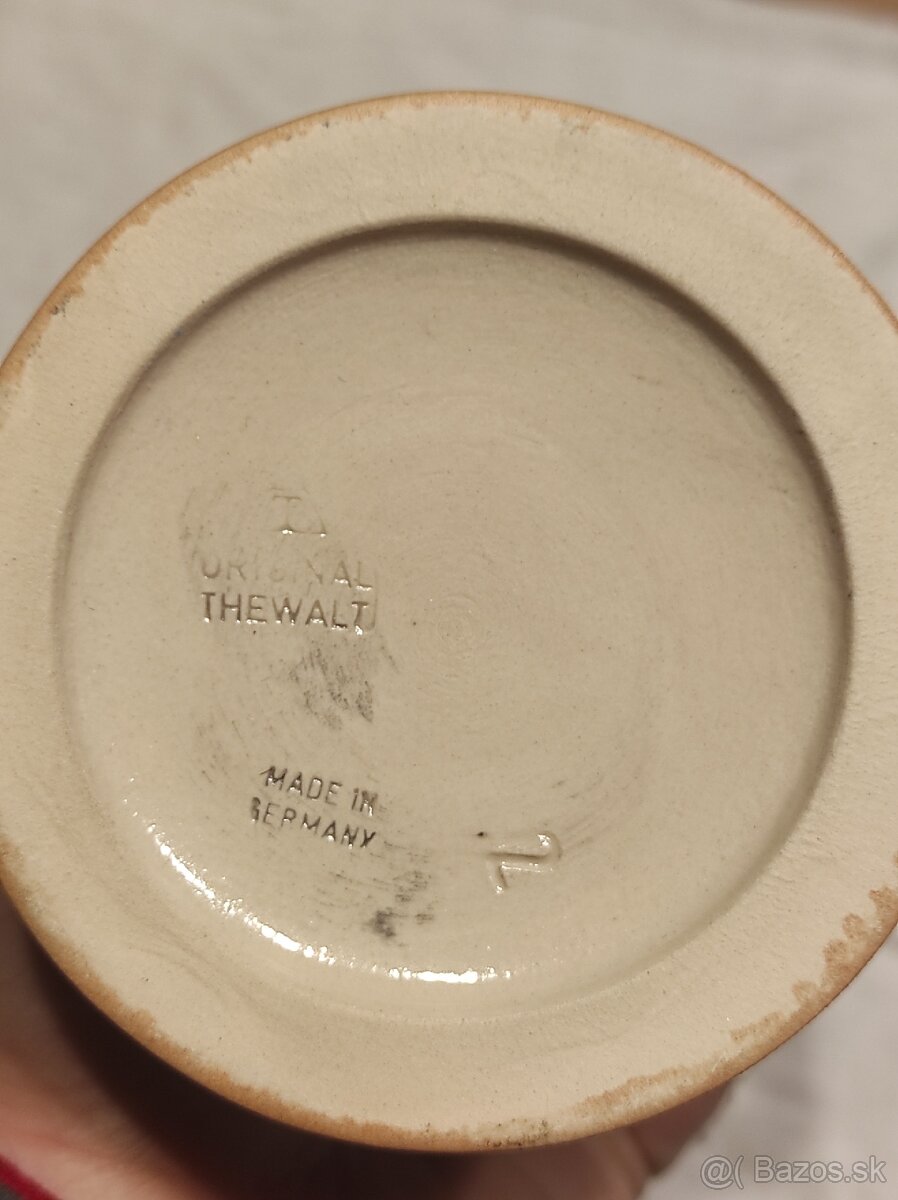 ORIGINAL
THEWALT
MADE IN
GERMANY
@( Bazos.sk